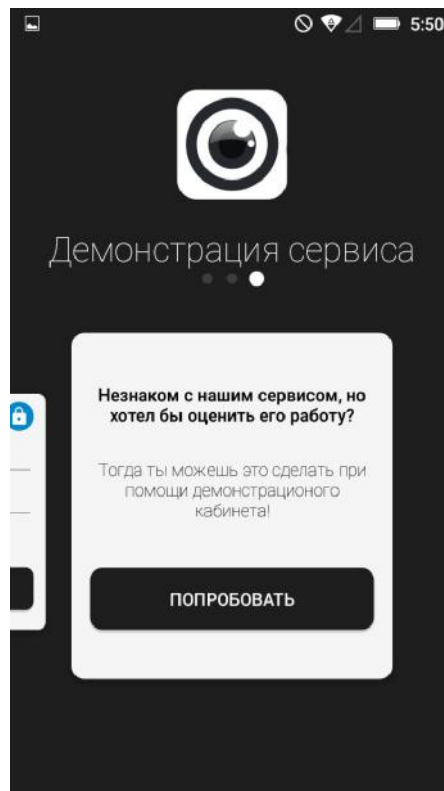 5:50
Демонстрация сервиса
Незнаком с нашим сервисом, но
хотел бы оценить его работу?
Тогда ты можешь это сделать при
помощи демонстрационого
кабинета!
ПОПРОБОВАТЬ